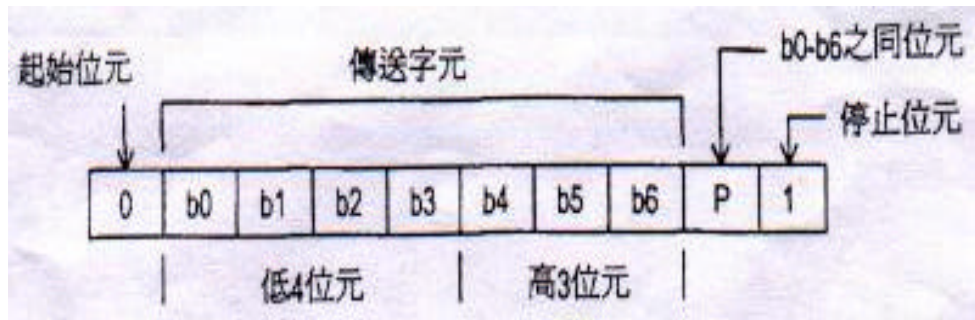 b0-b6之同位元
起始位元
傳送字元
停止位元
0 b0 b1 b2 b3 b4 b5 b6 P 1
低4位元 高3位元